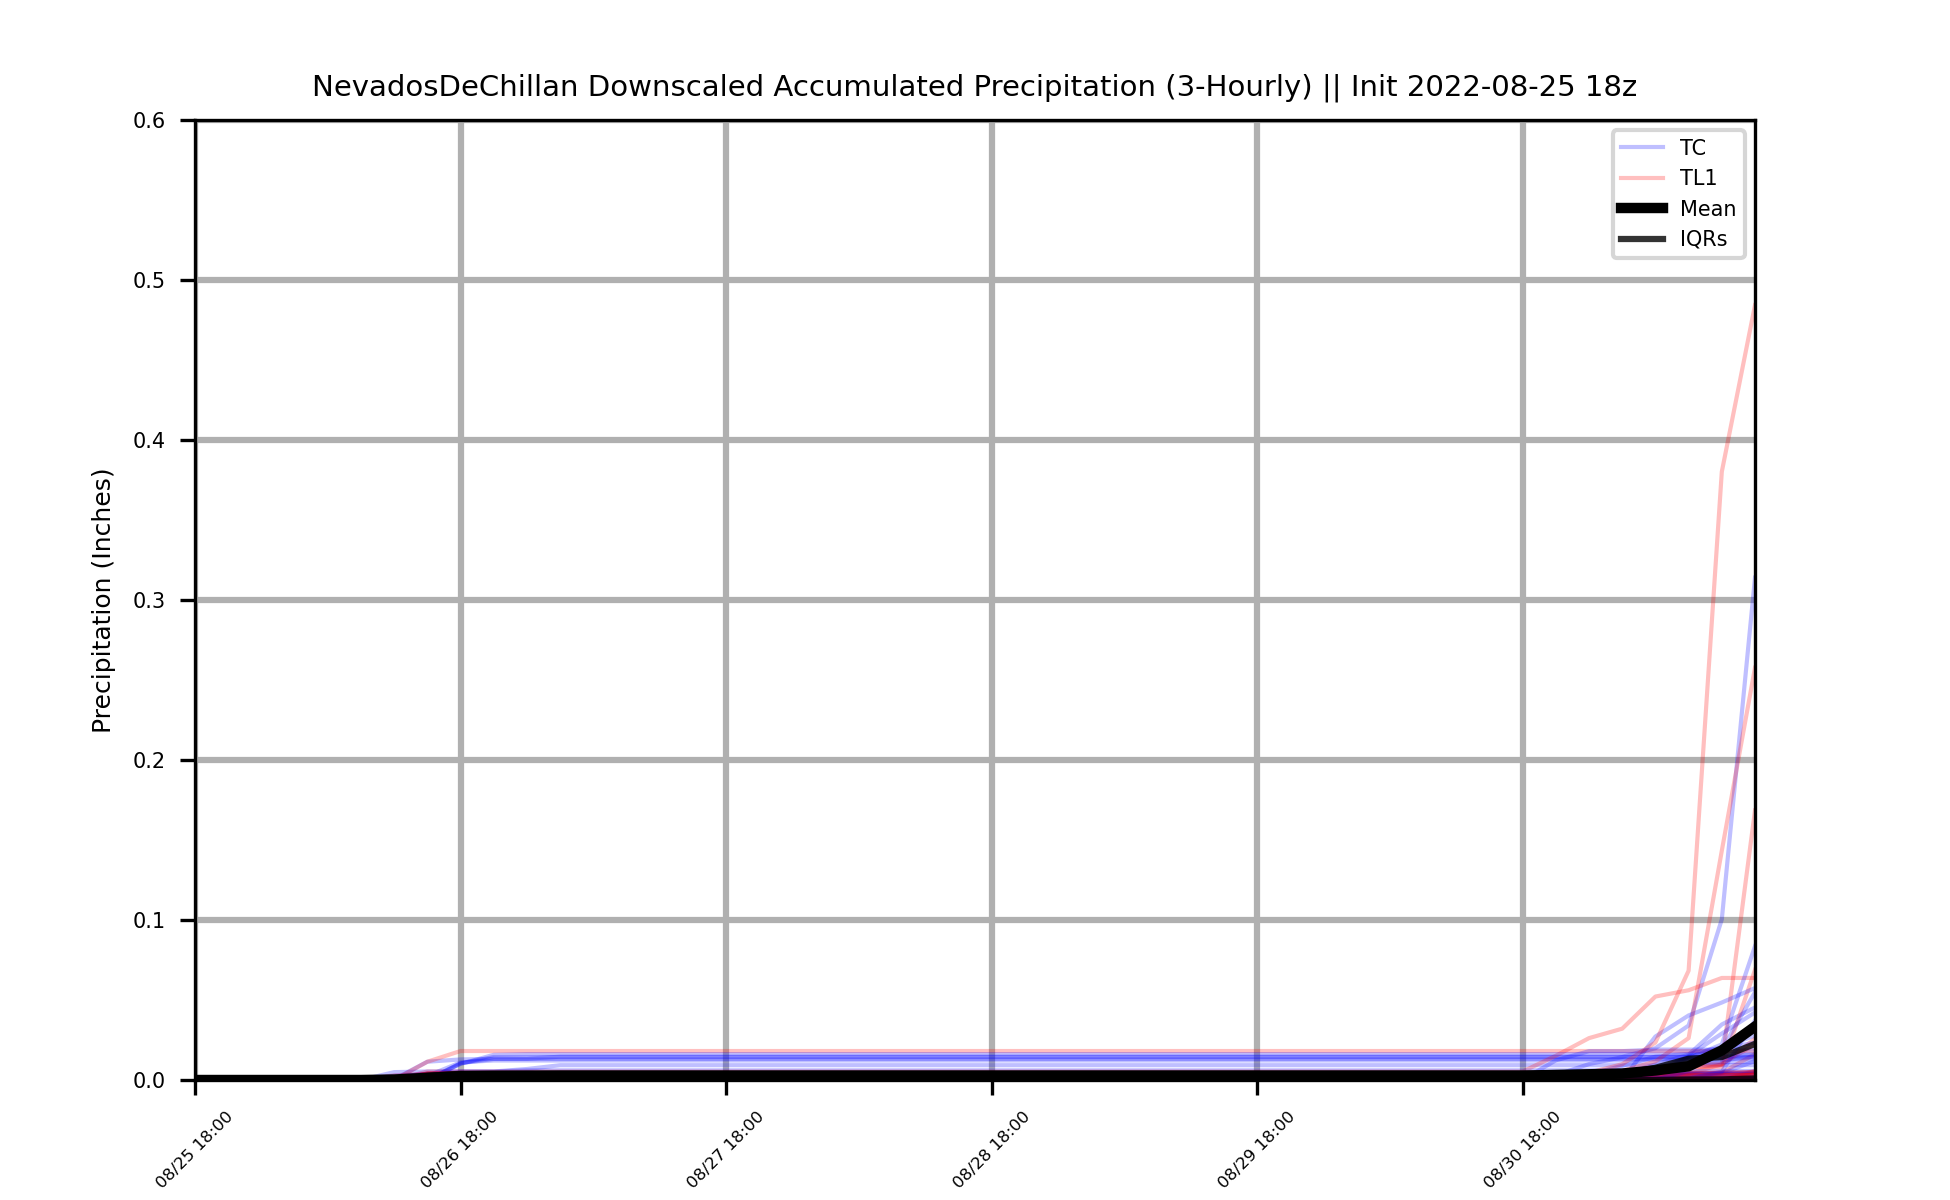 NevadosDeChillan Downscaled Accumulated Precipitation (3-Hourly) || Init 2022-08-25 18z
TC
TL1
Mean
IQRs
Precipitation (Inches)
0.6
0.5
0.4
0.3
0.2
0.1
0.0
08/25 18:00
08/26 18:00
08/27 18:00
08/28 18:00
08/29 18:00
08/30 18:00